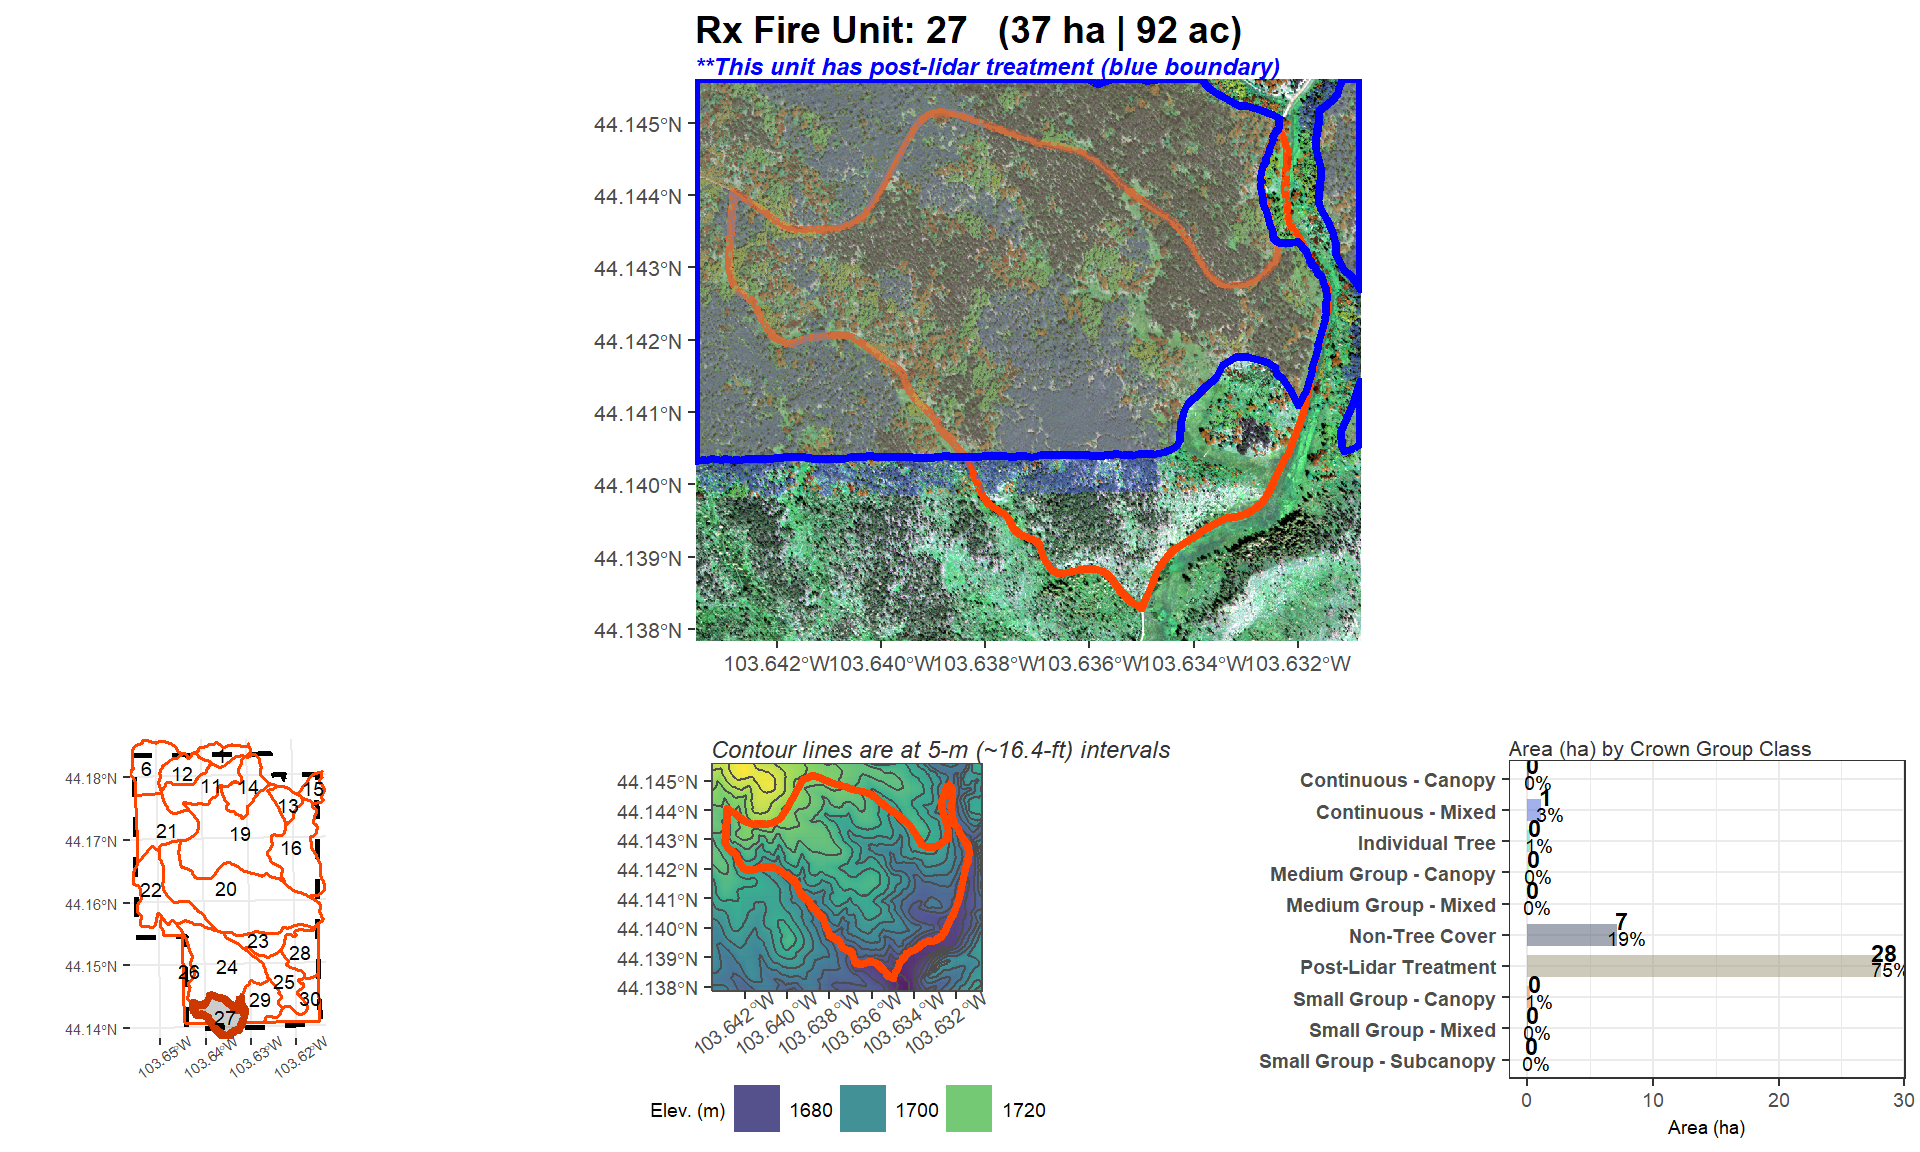 Rx Fire Unit: 27   (37 ha | 92 ac)
**This unit has post-lidar treatment (blue boundary)
44.145°N
44.144°N
44.143°N
44.142°N
44.141°N
44.140°N
44.139°N
44.138°N
103.642°W 103.640°W 103.638°W 103.636°W 103.634°W 103.632°W
44.18°N
44.17°N
44.16°N
44.15°N
44.14°N
6
12
11
14
15
13
21
19
16
22
20
23
28
26
24
25
29
30
27
103.65°W 103.64°W 103.63°W 103.62°W
Contour lines are at 5-m (~16.4-ft) intervals
44.145°N
44.144°N
44.143°N
44.142°N
44.141°N
44.140°N
44.139°N
44.138°N
103.642°W 103.640°W 103.638°W 103.636°W 103.634°W 103.632°W
Elev. (m) 1680 1700 1720
Area (ha) by Crown Group Class
Continuous - Canopy 0 0%
Continuous - Mixed 1 3%
Individual Tree 0 1%
Medium Group - Canopy 0 0%
Medium Group - Mixed 0 0%
Non-Tree Cover 7 19%
Post-Lidar Treatment 28 75%
Small Group - Canopy 0 1%
Small Group - Mixed 0 0%
Small Group - Subcanopy 0 0%
0 10 20 30
Area (ha)